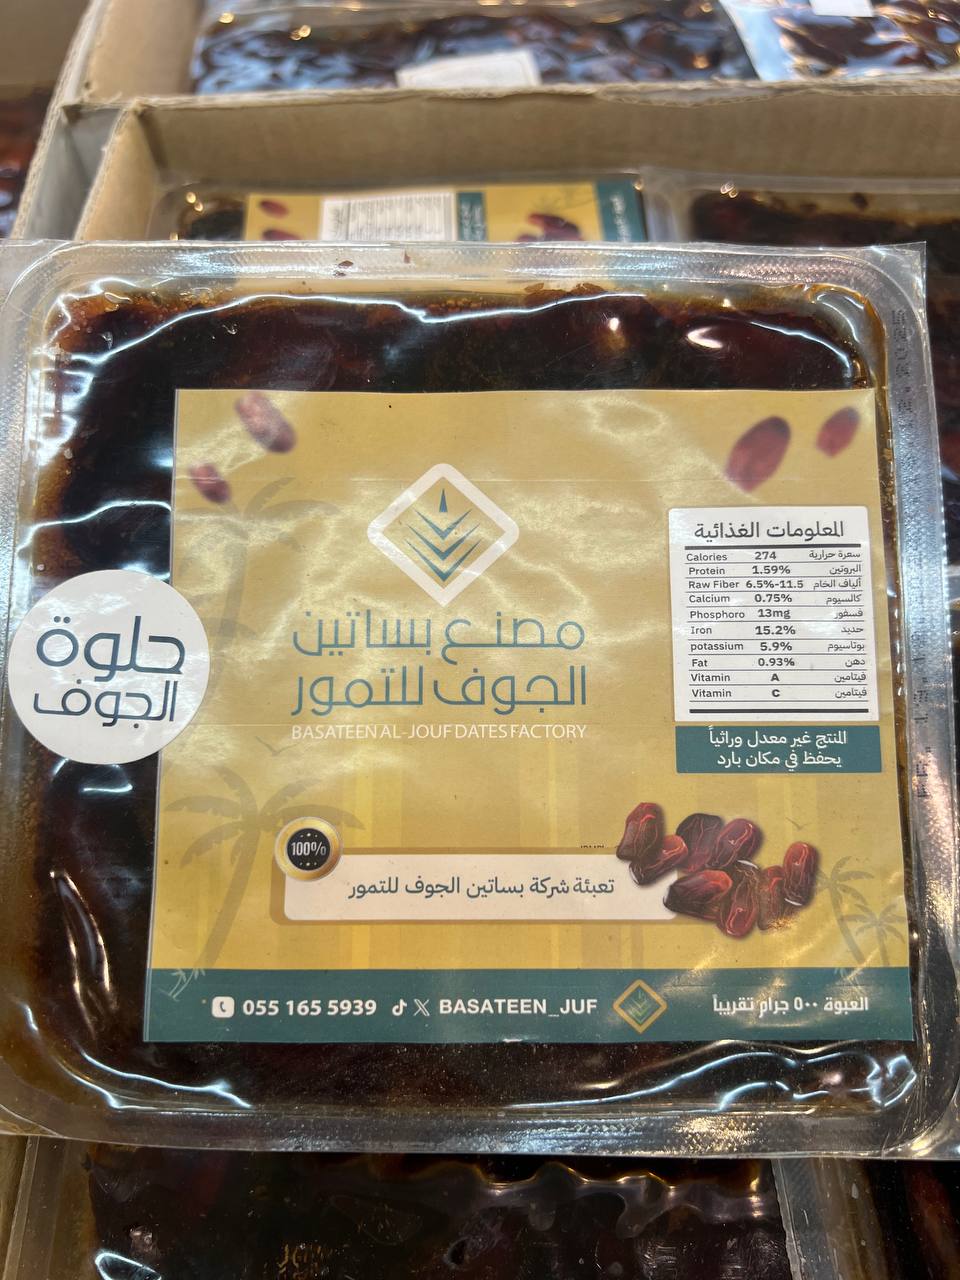 مصنع بساتين
الجوف للتمور
BASATEEN AL-JOUF DATES FACTORY
حلوة
الجوف
المعلومات الغذائية
Calories 274 سعرة حرارية
Protein 1.59% البروتين
Raw Fiber 6.5%-11.5 ألياف الخام
Calcium 0.75% كالسيوم
Phosphoro 13mg فسفور
Iron 15.2% حديد
potassium 5.9% بوتاسيوم
Fat 0.93% دهن
Vitamin A فيتامين
Vitamin C فيتامين
المنتج غير معدل وراثياً
يحفظ في مكان بارد
100%
تعبئة شركة بساتين الجوف للتمور
055 165 5939 BASATEEN_JUF العبوة ٥٠٠ جرام تقريباً